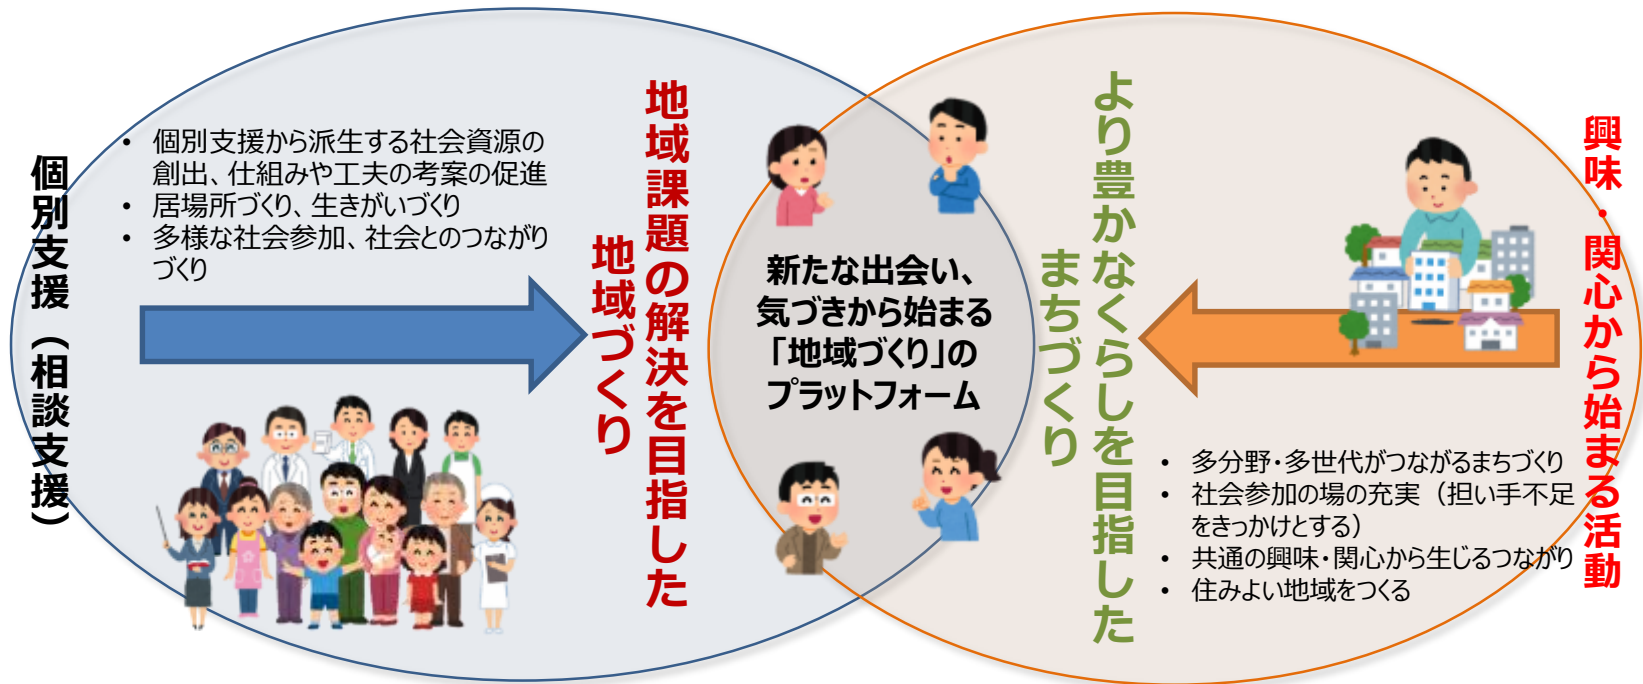 個別支援（相談支援）
• 個別支援から派生する社会資源の
創出、仕組みや工夫の考案の促進
• 居場所づくり、生きがいづくり
• 多様な社会参加、社会とのつながり
づくり
地域課題の解決を目指した
地域づくり
新たな出会い、
気づきから始まる
「地域づくり」の
プラットフォーム
より豊かなくらしを目指した
まちづくり
興味・関心から始まる活動
• 多分野・多世代がつながるまちづくり
• 社会参加の場の充実（担い手不足
をきっかけとする）
• 共通の興味・関心から生じるつながり
• 住みよい地域をつくる